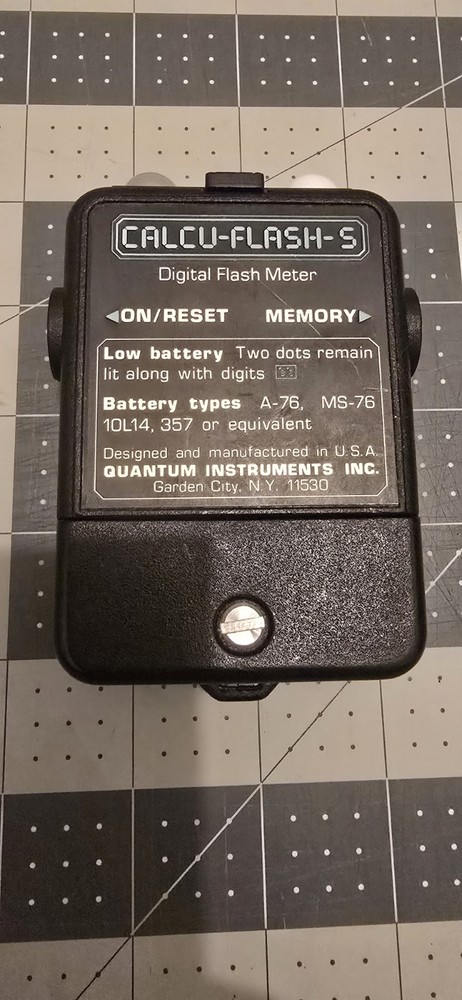 CALCU-FLASH-S
Digital Flash Meter
◀ON/RESET MEMORY▶
Low battery Two dots remain
lit along with digits
Battery types A-76, MS-76
10L14, 357 or equivalent
Designed and manufactured in U.S.A.
QUANTUM INSTRUMENTS INC.
Garden City, N.Y. 11530